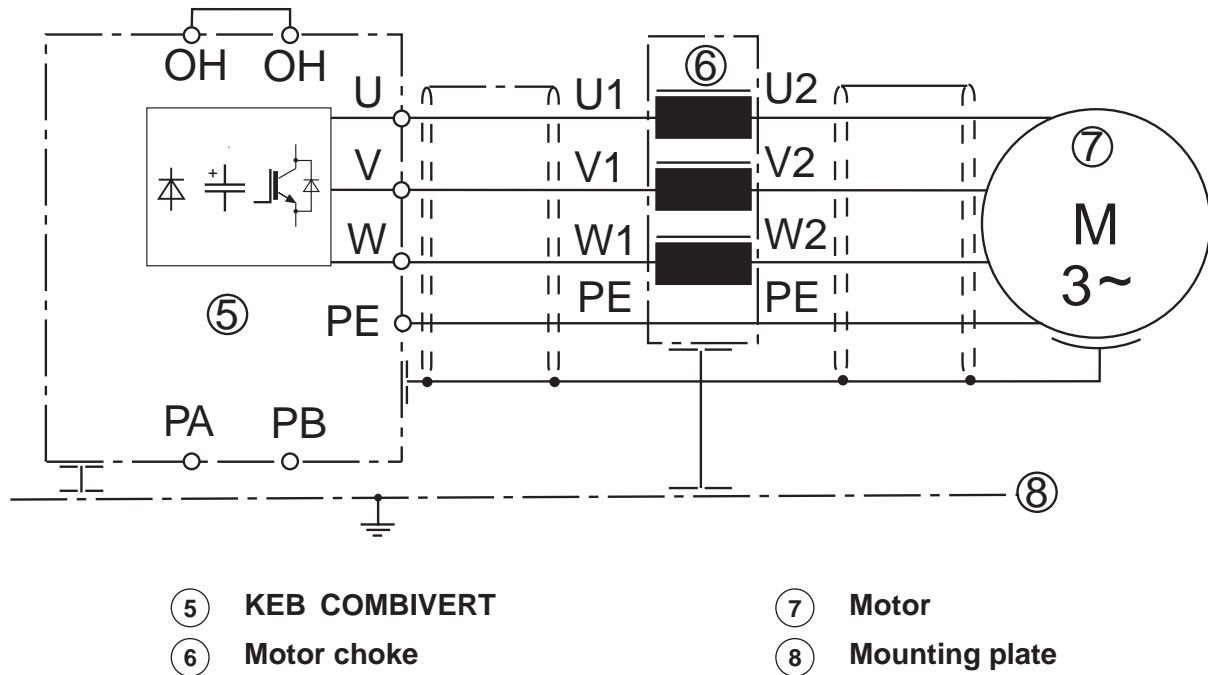 OH OH
U U1 ⑥ U2
V V1 V2 ⑦
W W1 W2 M
+
3~
⑤ PE PE PE
PA PB
⑧
⑤ KEB COMBIVERT ⑦ Motor
⑥ Motor choke ⑧ Mounting plate